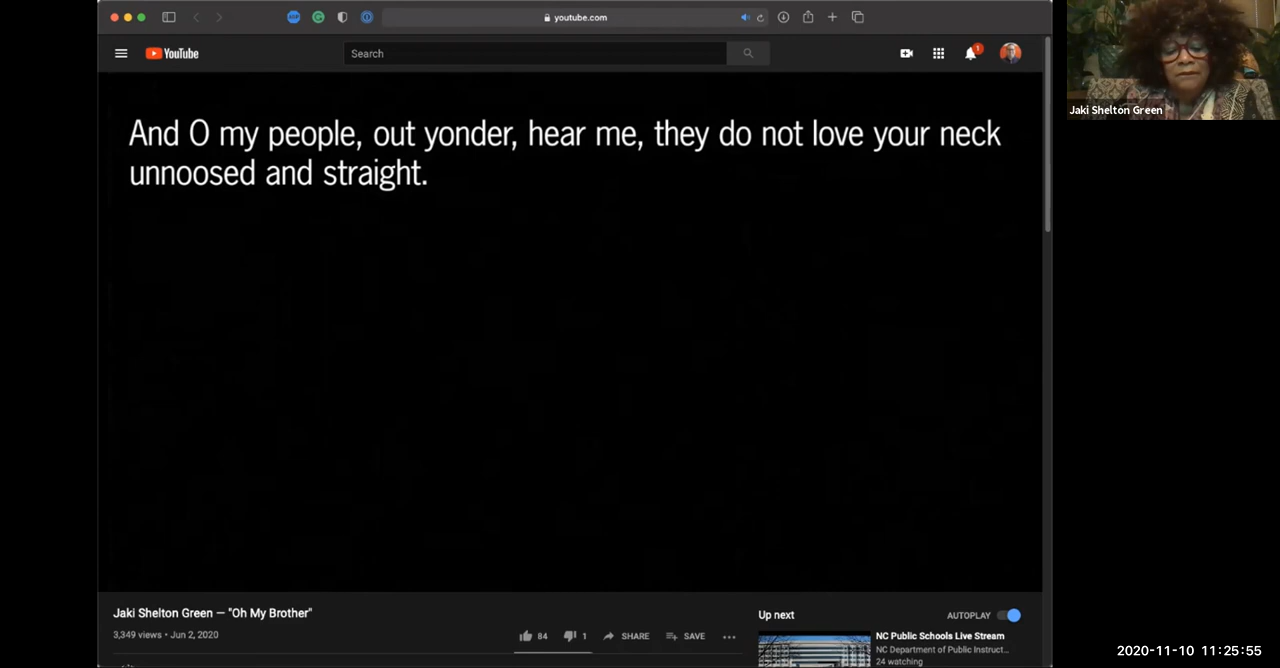 youtube.com
YouTube
Search
1
Jaki Shelton Green
And O my people, out yonder, hear me, they do not love your neck
unnoosed and straight.
Jaki Shelton Green — "Oh My Brother"
3,349 views • Jun 2, 2020
84
1
SHARE
SAVE
Up next
AUTOPLAY
NC Public Schools Live Stream
NC Department of Public Instruct...
24 watching
2020-11-10 11:25:55